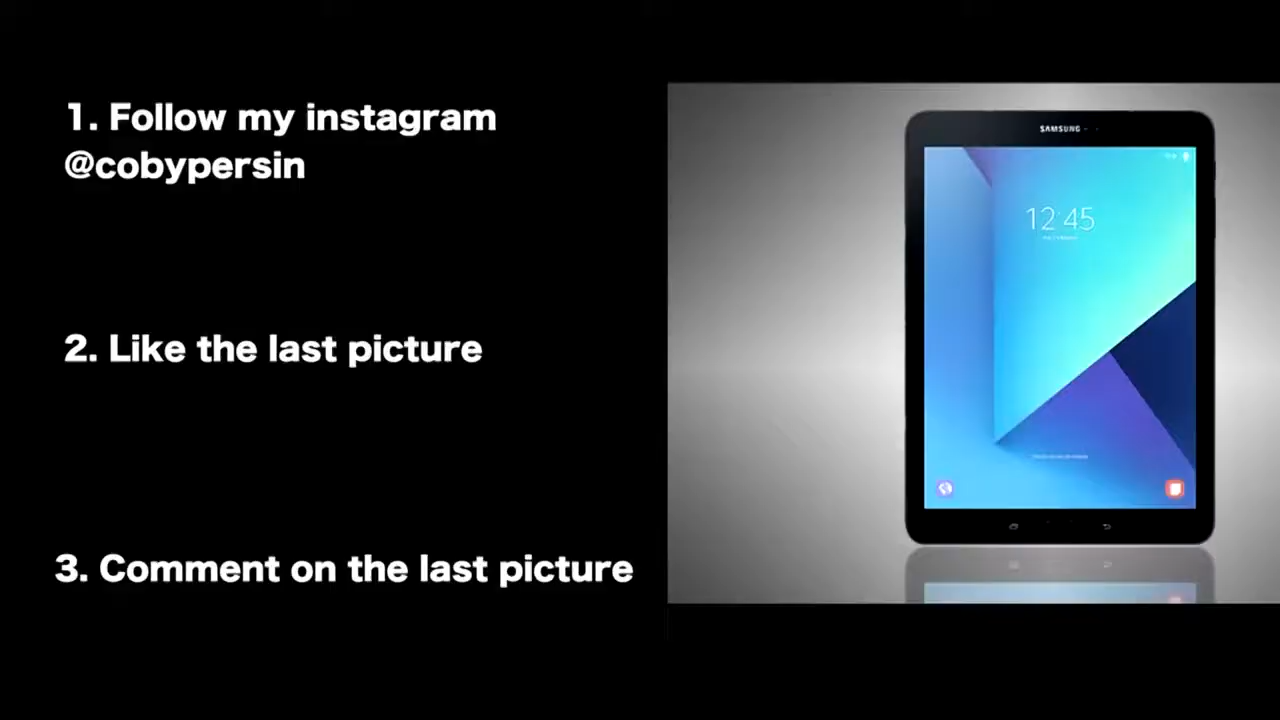 1. Follow my instagram
@cobypersin
2. Like the last picture
3. Comment on the last picture
SAMSUNG
12:45